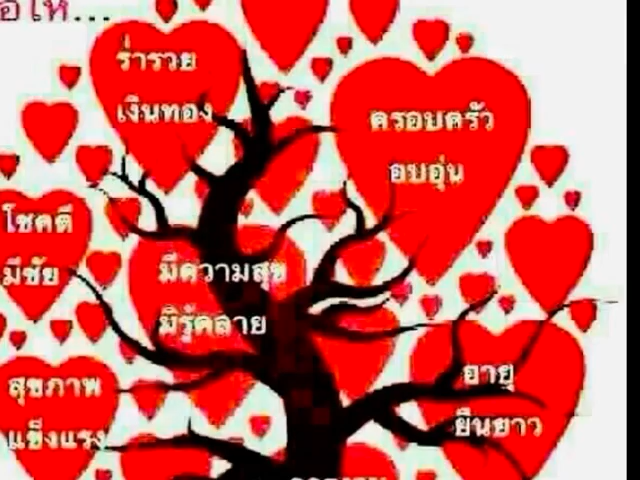 อให้...
ร่ำรวย
เงินทอง
ครอบครัว
อบอุ่น
โชคดี
มีชัย
มีความสุข
มิรู้คลาย
สุขภาพ
แข็งแรง
อายุ
ยืนยาว